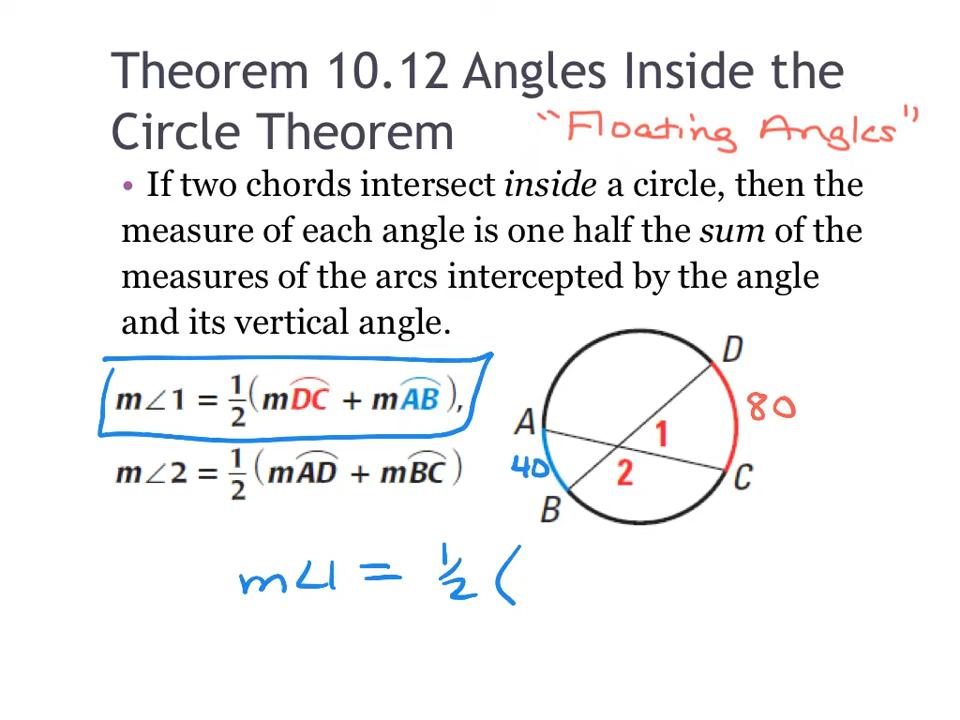 Theorem 10.12 Angles Inside the
Circle Theorem
"Floating Angles"
• If two chords intersect inside a circle, then the
measure of each angle is one half the sum of the
measures of the arcs intercepted by the angle
and its vertical angle.
m∠1 = 1/2(mDC + mAB),
m∠2 = 1/2(mAD + mBC)
D
A
80
1
40
2
C
B
m∠1 = 1/2 (